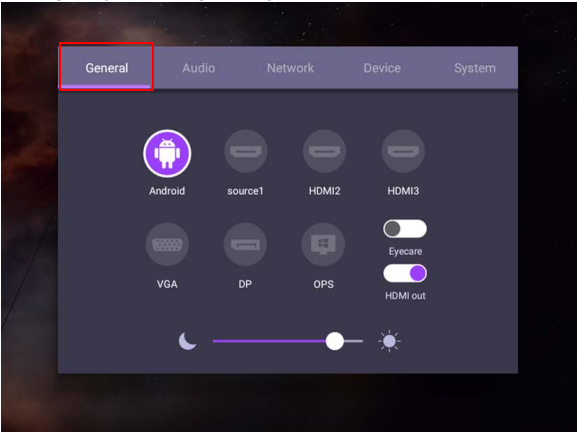 General Audio Network Device System
Android source1 HDMI2 HDMI3
Eyecare
VGA DP OPS
HDMI out